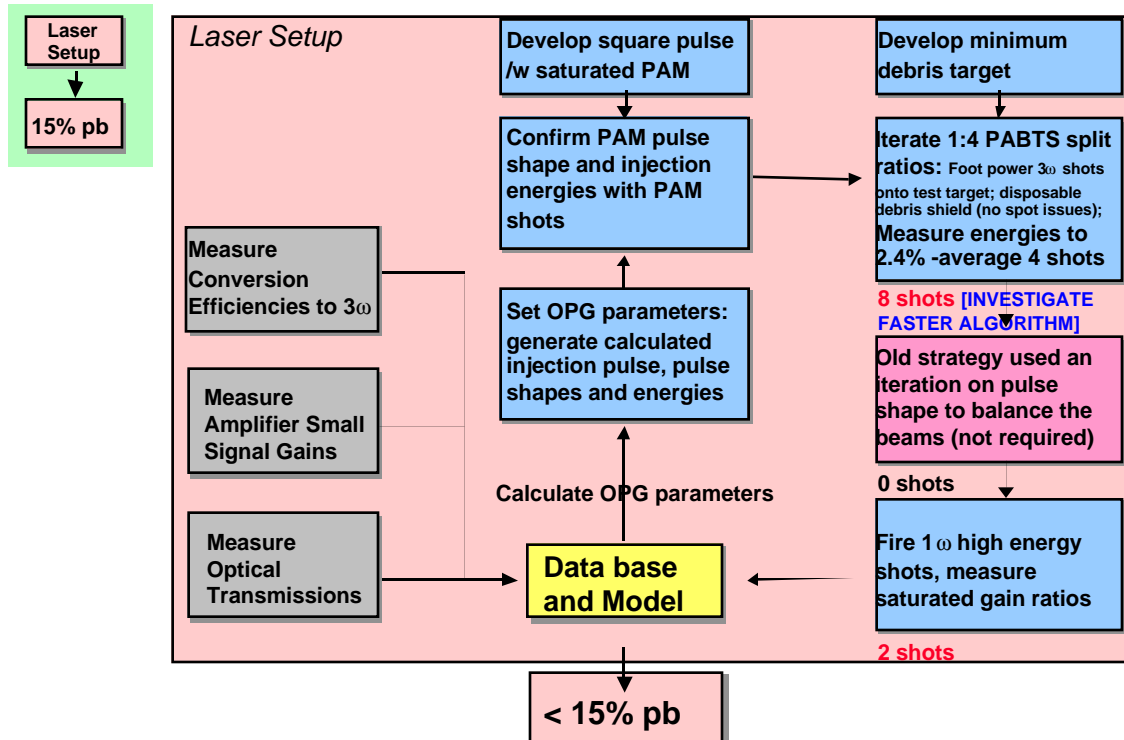 Laser
Setup
15% pb
Laser Setup
Develop square pulse
/w saturated PAM
Develop minimum
debris target
Confirm PAM pulse
shape and injection
energies with PAM
shots
Iterate 1:4 PABTS split
ratios: Foot power 3ω shots
onto test target; disposable
debris shield (no spot issues);
Measure energies to
2.4% -average 4 shots
8 shots [INVESTIGATE
FASTER ALGORITHM]
Measure
Conversion
Efficiencies to 3ω
Set OPG parameters:
generate calculated
injection pulse, pulse
shapes and energies
Old strategy used an
iteration on pulse
shape to balance the
beams (not required)
0 shots
Measure
Amplifier Small
Signal Gains
Calculate OPG parameters
Measure
Optical
Transmissions
Data base
and Model
Fire 1ω high energy
shots, measure
saturated gain ratios
2 shots
< 15% pb